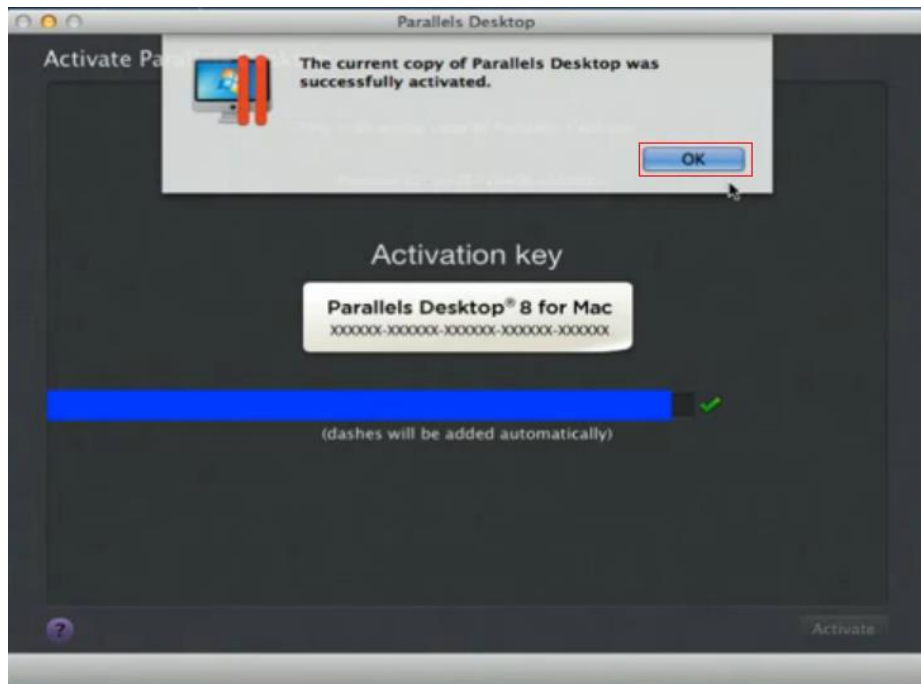 Parallels Desktop
Activate Pa
The current copy of Parallels Desktop was
successfully activated.
OK
Activation key
Parallels Desktop® 8 for Mac
XXXXXX-XXXXXX-XXXXXX-XXXXXX-XXXXXX
(dashes will be added automatically)
?
Activate